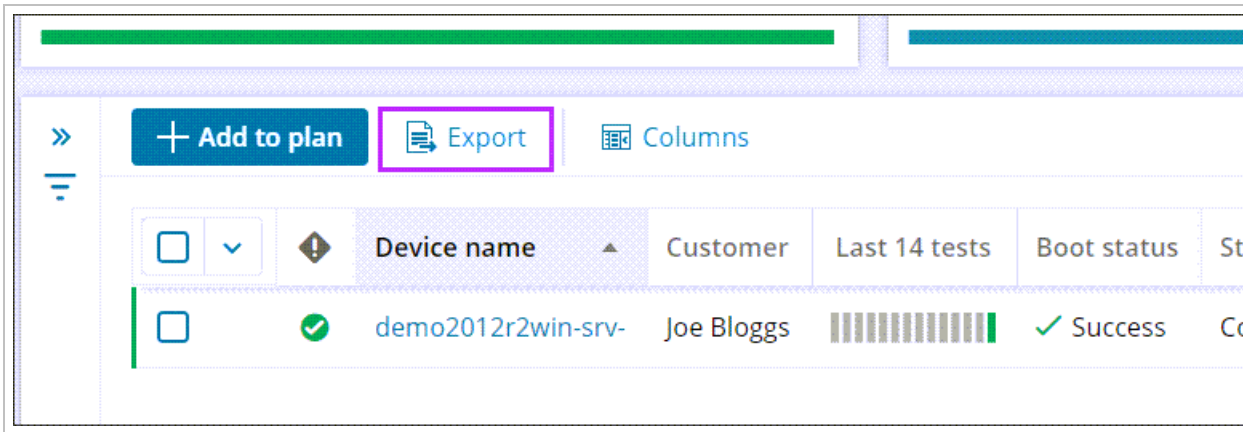 Add to plan Export Columns
Device name Customer Last 14 tests Boot status
demo2012r2win-srv- Joe Bloggs Success